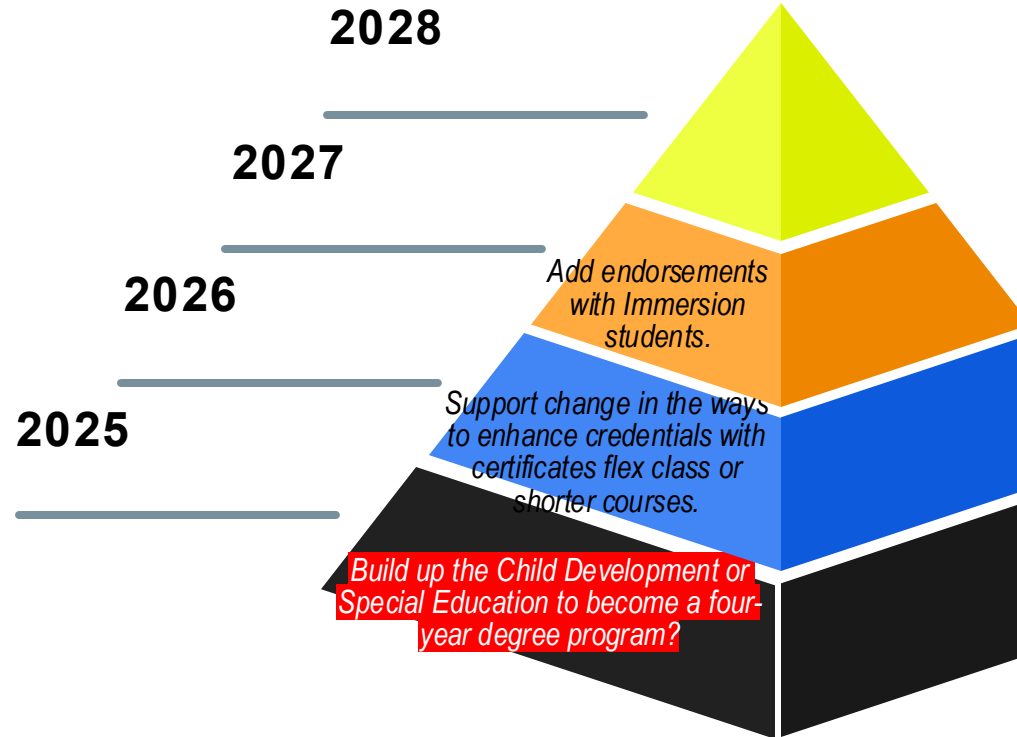 2028
2027
2026
2025
Add endorsements
with Immersion
students.
Support change in the ways
to enhance credentials with
certificates flex class or
shorter courses.
Build up the Child Development or
Special Education to become a four-
year degree program?